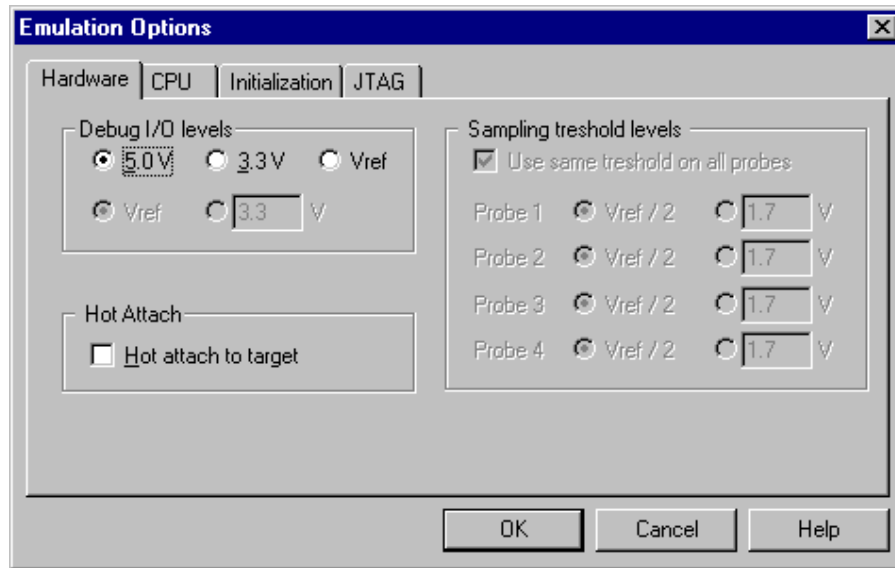 Emulation Options
Hardware CPU Initialization JTAG
Debug I/O levels
5.0 V 3.3 V Vref
Vref 3.3 V
Hot Attach
Hot attach to target
Sampling treshold levels
Use same treshold on all probes
Probe 1 Vref / 2 1.7 V
Probe 2 Vref / 2 1.7 V
Probe 3 Vref / 2 1.7 V
Probe 4 Vref / 2 1.7 V
OK Cancel Help